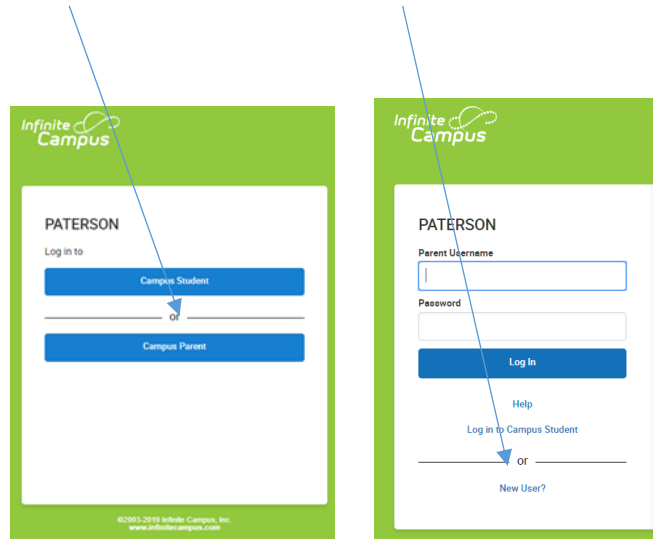 Infinite
Campus
PATERSON
Log in to
Campus Student
or
Campus Parent
©2003-2019 Infinite Campus, Inc.
www.infinitecampus.com
Infinite
Campus
PATERSON
Parent Username
Password
Log In
Help
Log in to Campus Student
or
New User?